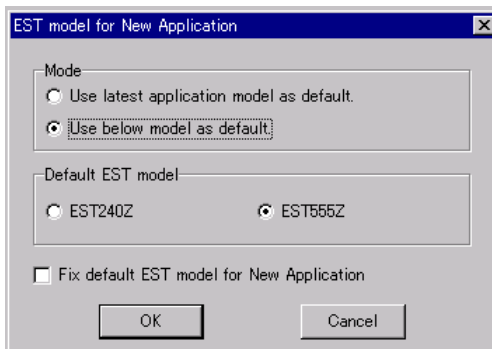 EST model for New Application
Mode
Use latest application model as default.
Use below model as default.
Default EST model
EST240Z EST555Z
Fix default EST model for New Application
OK Cancel